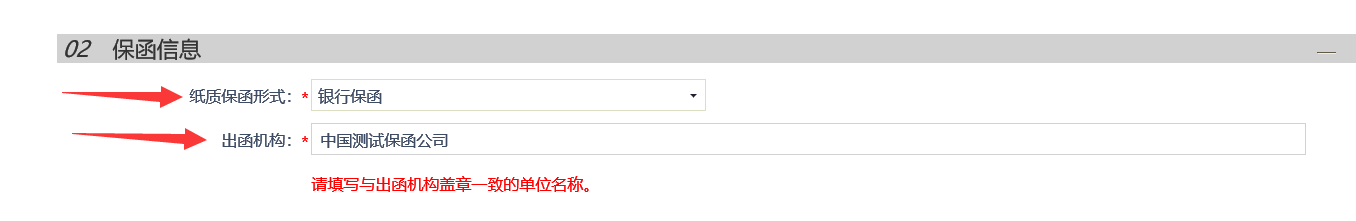 02 保函信息
纸质保函形式：* 银行保函
出函机构：* 中国测试保函公司
请填写与出函机构盖章一致的单位名称。